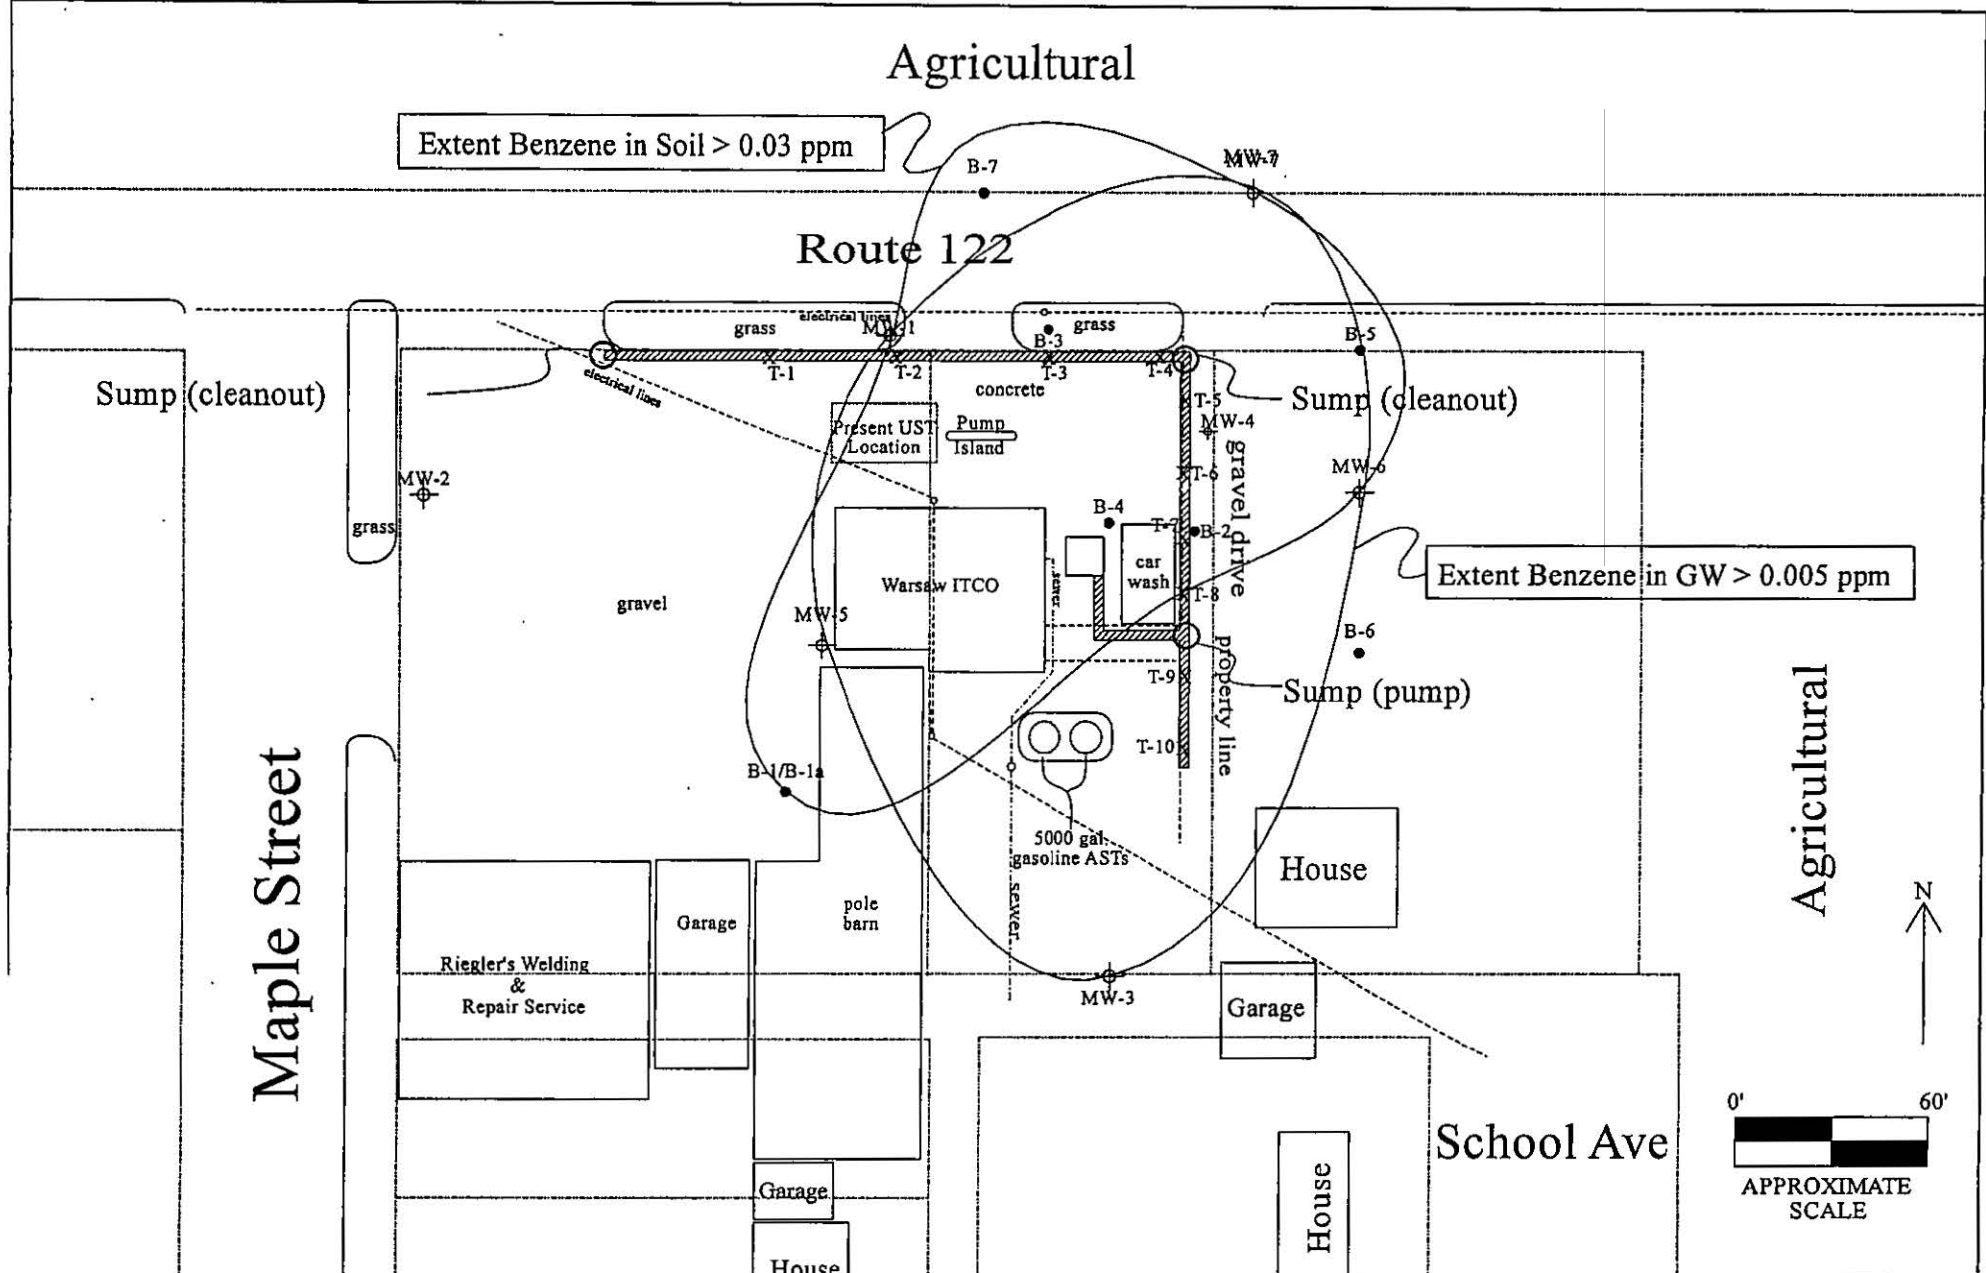 Agricultural
Extent Benzene in Soil > 0.03 ppm
B-7
MW-7
Route 122
electrical lines
grass
MW-1
B-3
grass
B-5
T-1
T-2
T-3
T-4
electrical lines
concrete
Sump (cleanout)
Sump (cleanout)
T-5
MW-4
Present UST
Location
Pump
Island
gravel drive
MW-2
T-6
MW-6
grass
B-4
T-7
B-2
car
wash
Extent Benzene in GW > 0.005 ppm
Warsaw ITCO
sewer
gravel
T-8
MW-5
B-6
property line
T-9
Sump (pump)
T-10
B-1/B-1a
Agricultural
Maple Street
5000 gal.
gasoline ASTs
House
N
sewer
pole
barn
Garage
Riegler's Welding
&
Repair Service
MW-3
Garage
0'
60'
School Ave
APPROXIMATE
SCALE
Garage
House
House